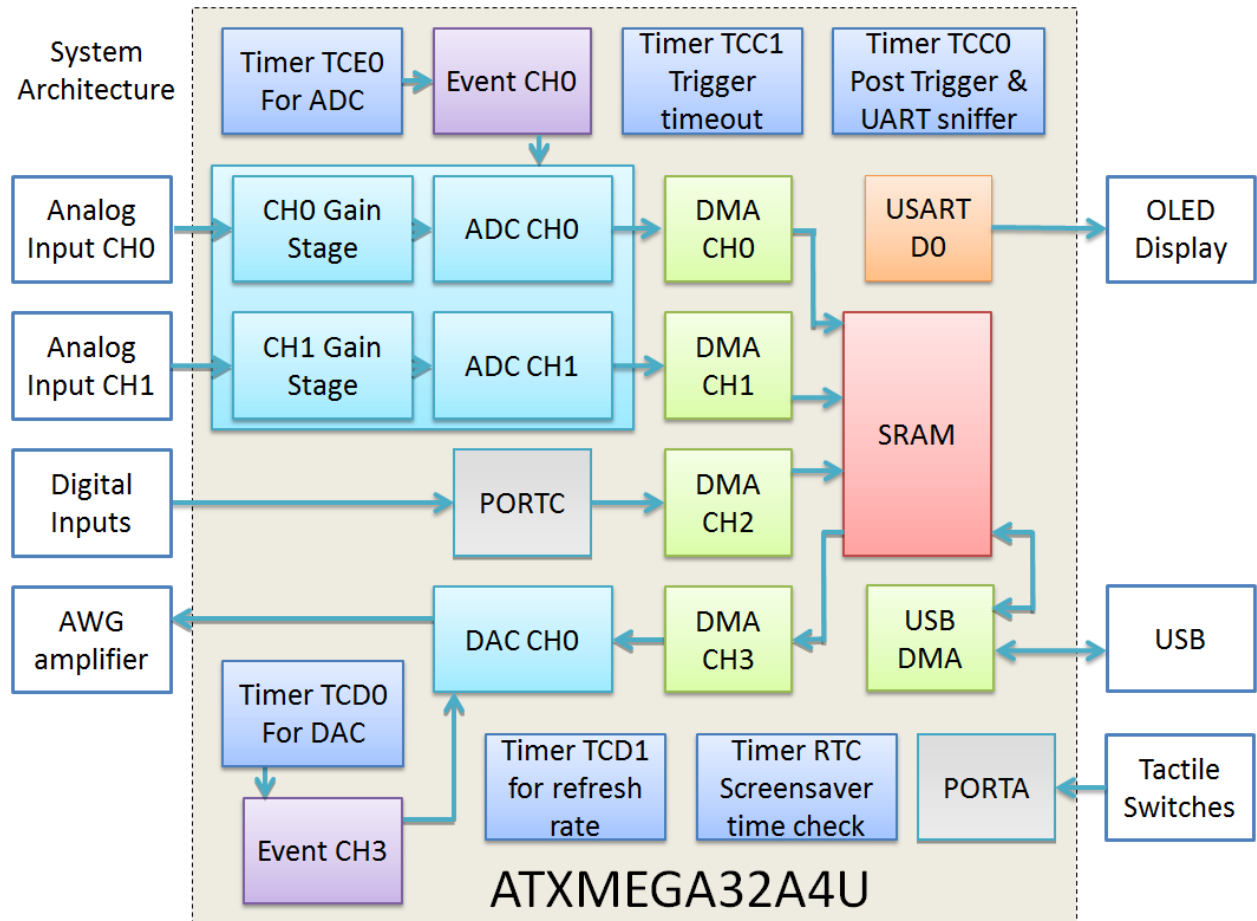 System
Architecture
Timer TCE0
For ADC
Event CH0
Timer TCC1
Trigger
timeout
Timer TCC0
Post Trigger &
UART sniffer
Analog
Input CH0
CH0 Gain
Stage
ADC CH0
DMA
CH0
USART
D0
OLED
Display
Analog
Input CH1
CH1 Gain
Stage
ADC CH1
DMA
CH1
SRAM
Digital
Inputs
PORTC
DMA
CH2
AWG
amplifier
DAC CH0
DMA
CH3
USB
DMA
USB
Timer TCD0
For DAC
Event CH3
Timer TCD1
for refresh
rate
Timer RTC
Screensaver
time check
PORTA
Tactile
Switches
ATXMEGA32A4U